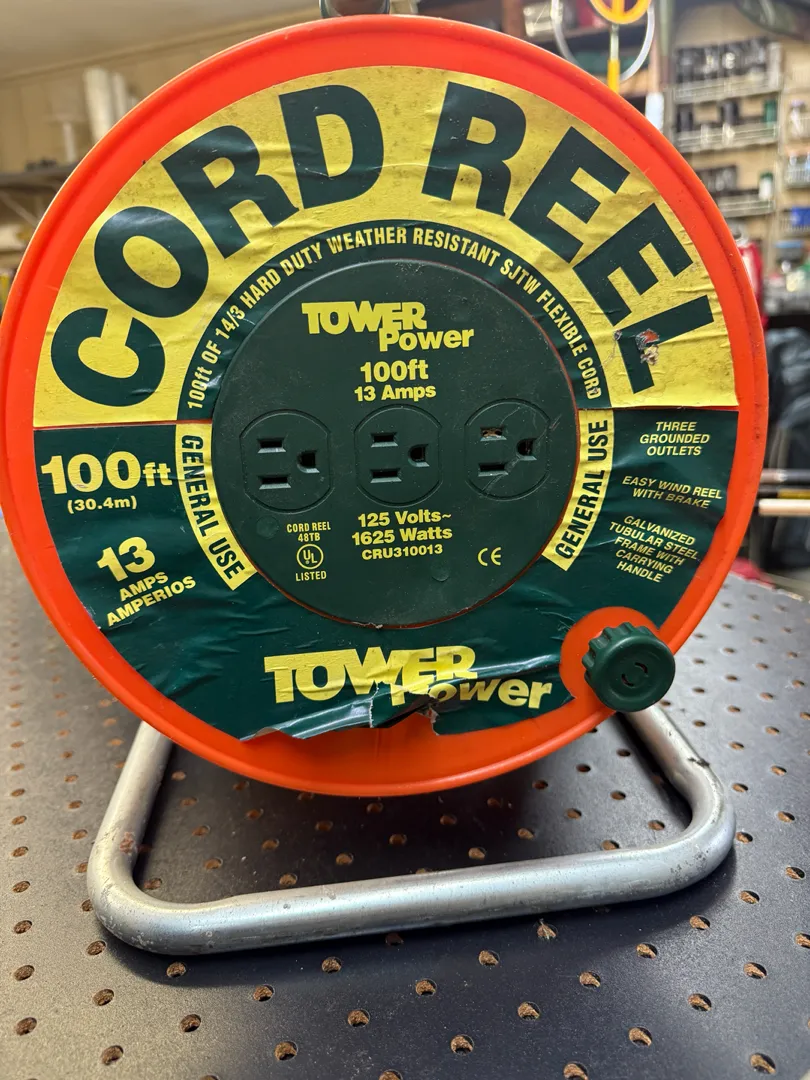 CORD REEL
100ft OF 14/3 HARD DUTY WEATHER RESISTANT SJTW FLEXIBLE CORD
TOWER
Power
100ft
13 Amps
100ft
(30.4m)
GENERAL USE
13
AMPS
AMPERIOS
CORD REEL
48TB
UL
LISTED
125 Volts~
1625 Watts
CRU310013
CE
GENERAL USE
THREE
GROUNDED
OUTLETS
EASY WIND REEL
WITH BRAKE
GALVANIZED
TUBULAR STEEL
FRAME WITH
CARRYING
HANDLE
TOWER
Power